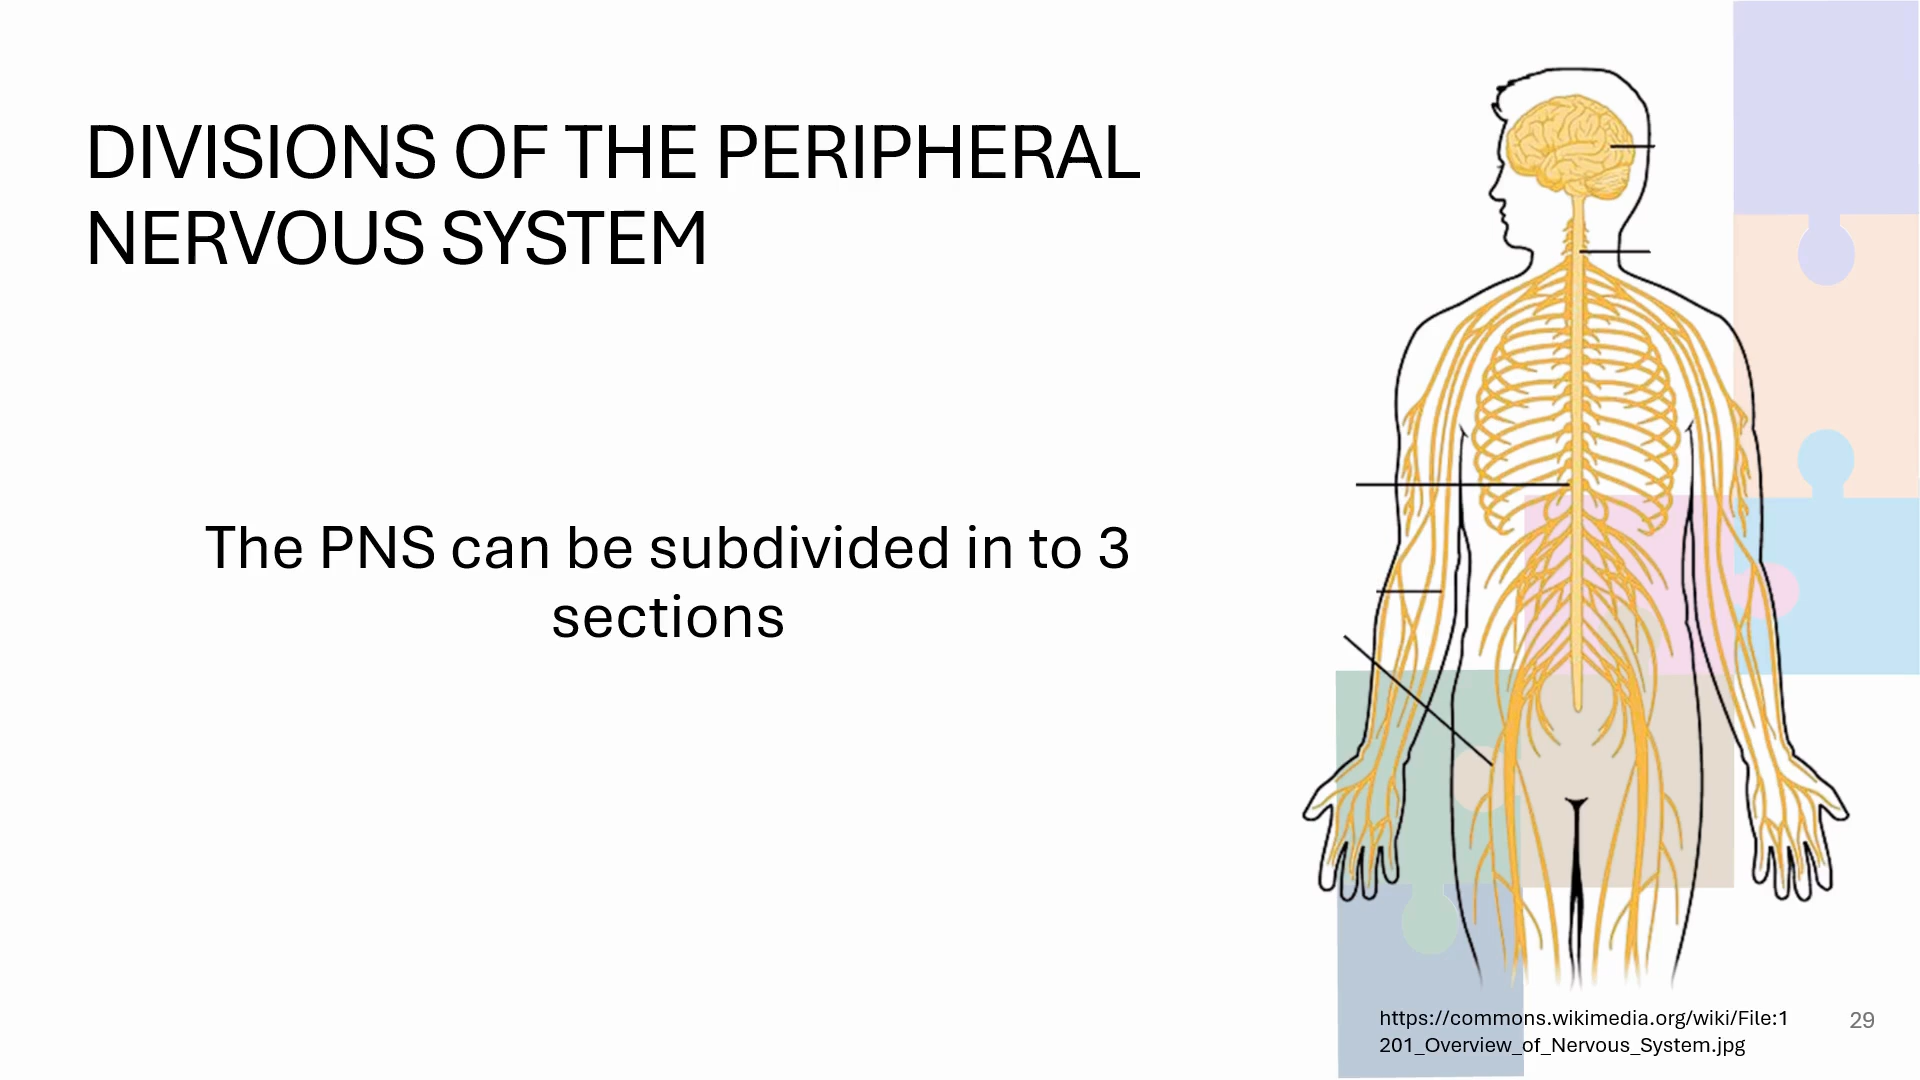 DIVISIONS OF THE PERIPHERAL
NERVOUS SYSTEM
The PNS can be subdivided in to 3
sections
https://commons.wikimedia.org/wiki/File:1
201_Overview_of_Nervous_System.jpg
29